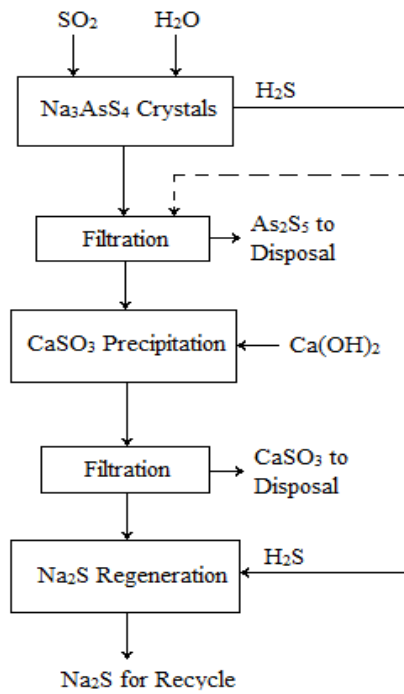 SO₂
H₂O
Na₃AsS₄ Crystals
H₂S
Filtration
As₂S₅ to
Disposal
CaSO₃ Precipitation
Ca(OH)₂
Filtration
CaSO₃ to
Disposal
Na₂S Regeneration
H₂S
Na₂S for Recycle